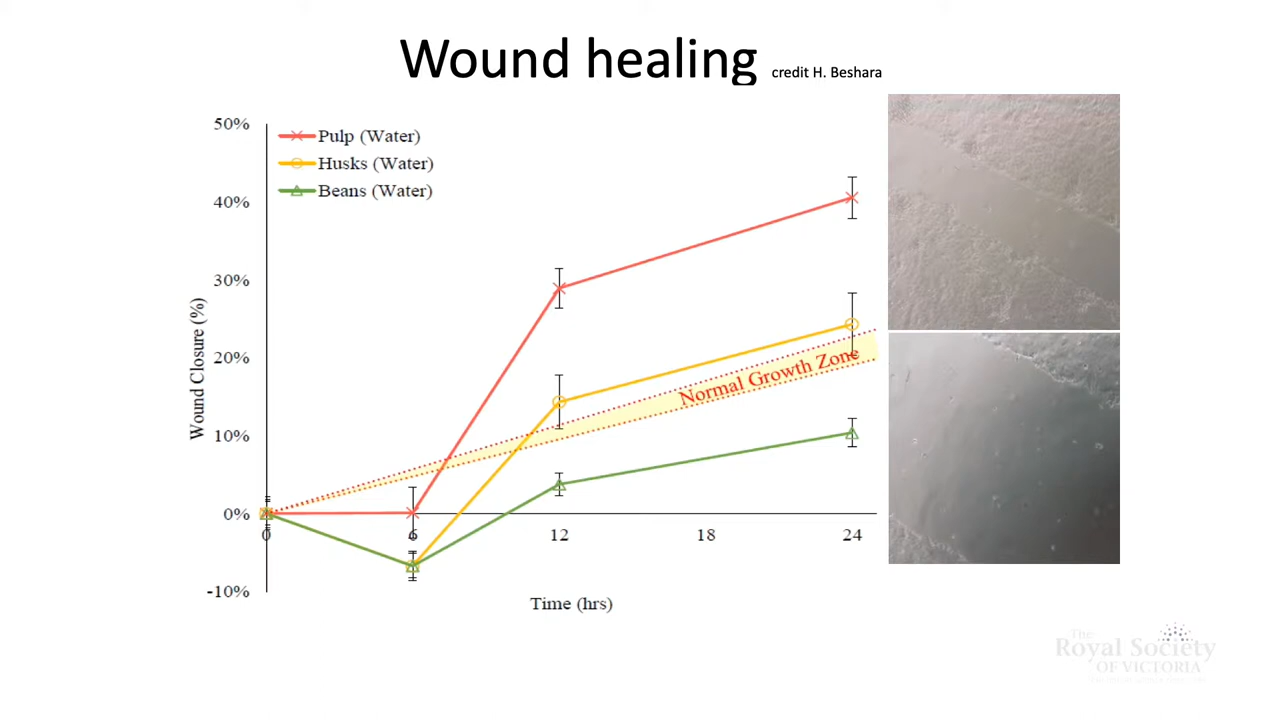 Wound healing credit H. Beshara
50%
40%
30%
20%
10%
0%
-10%
Wound Closure (%)
Pulp (Water)
Husks (Water)
Beans (Water)
Normal Growth Zone
0 6 12 18 24
Time (hrs)
The
Royal Society
OF VICTORIA